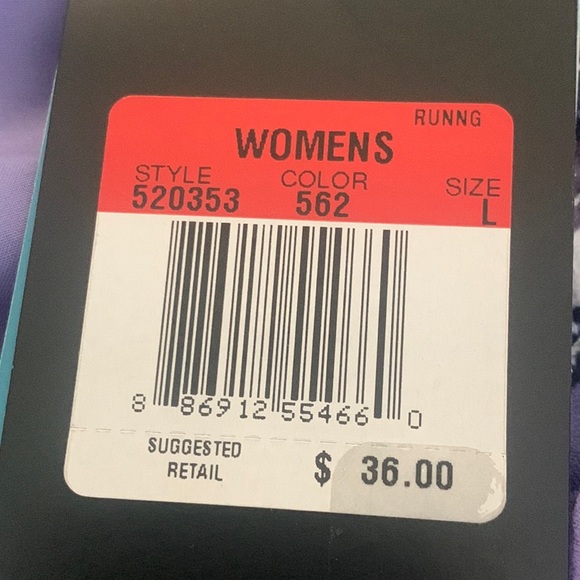 RUNNG
WOMENS
STYLE COLOR SIZE
520353 562 L
8 86912 55466 0
SUGGESTED
RETAIL $ 36.00